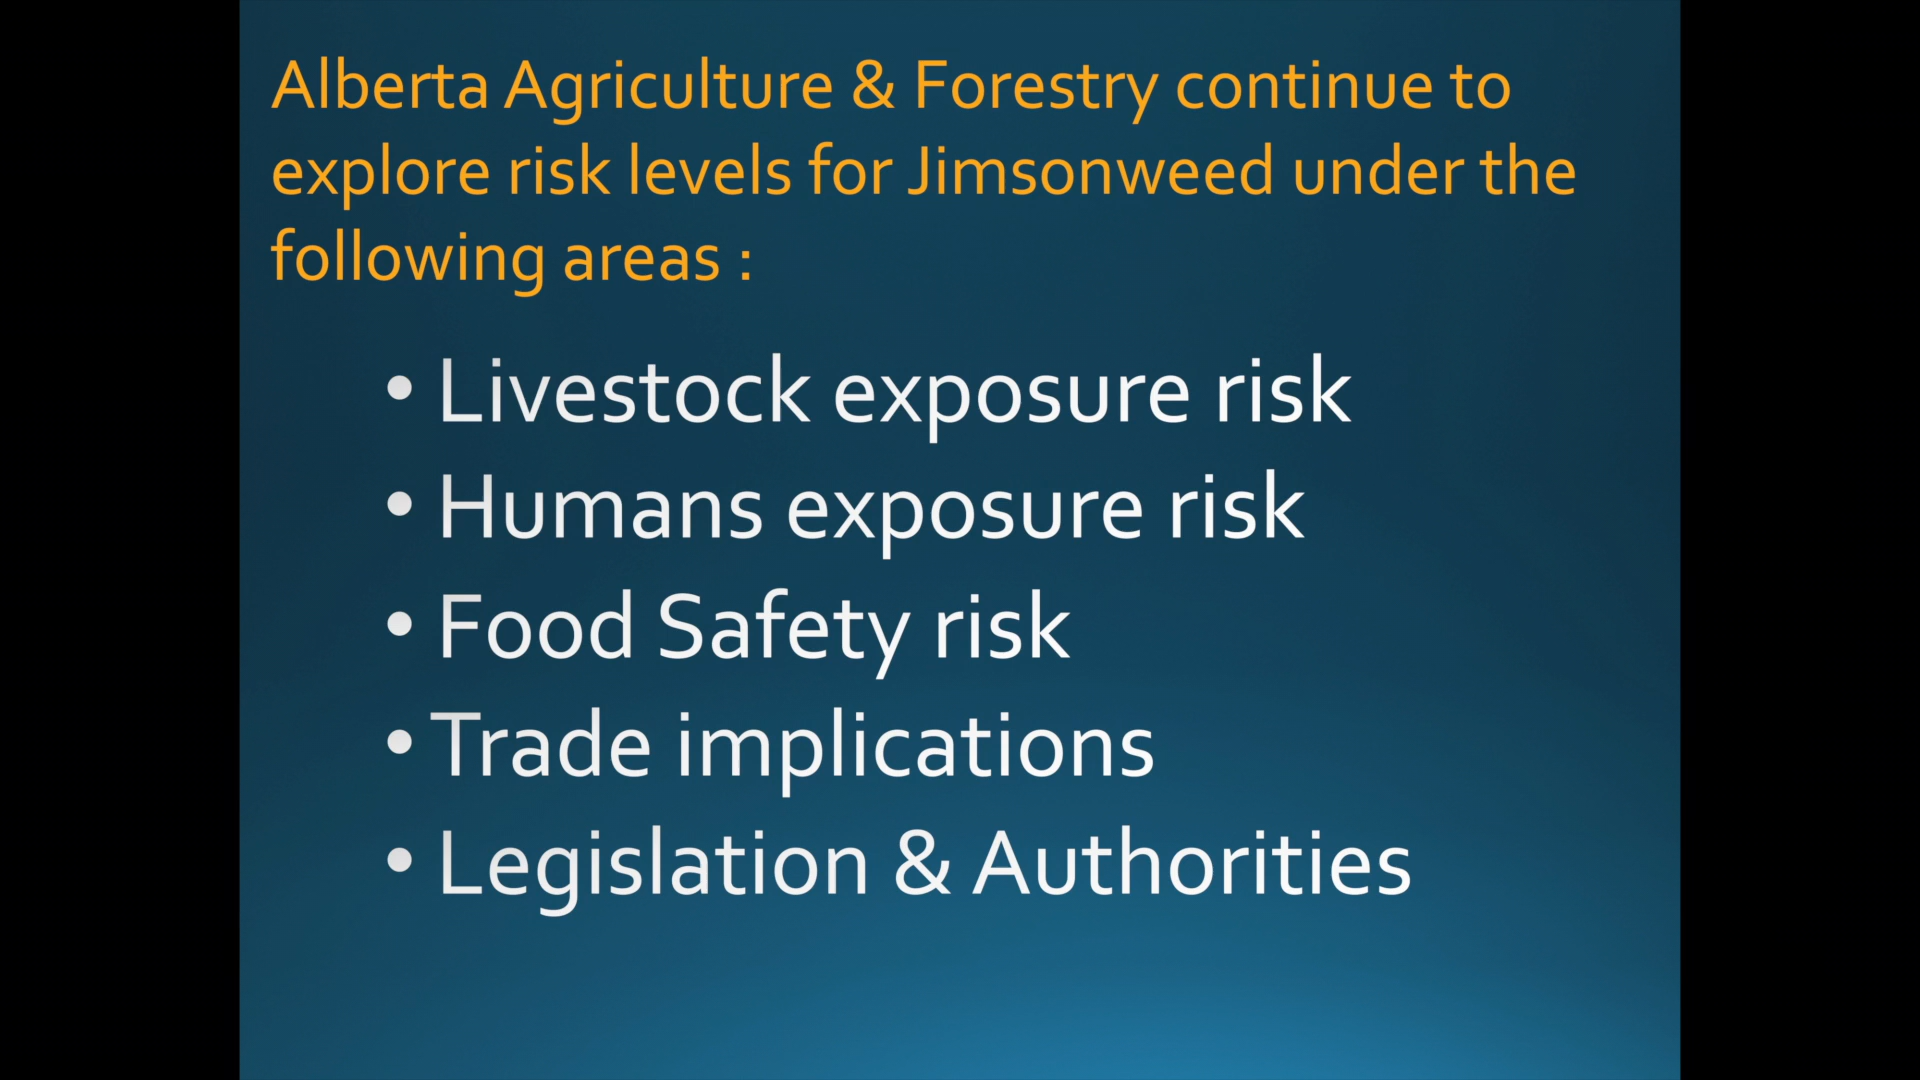 Alberta Agriculture & Forestry continue to
explore risk levels for Jimsonweed under the
following areas :
• Livestock exposure risk
• Humans exposure risk
• Food Safety risk
• Trade implications
• Legislation & Authorities